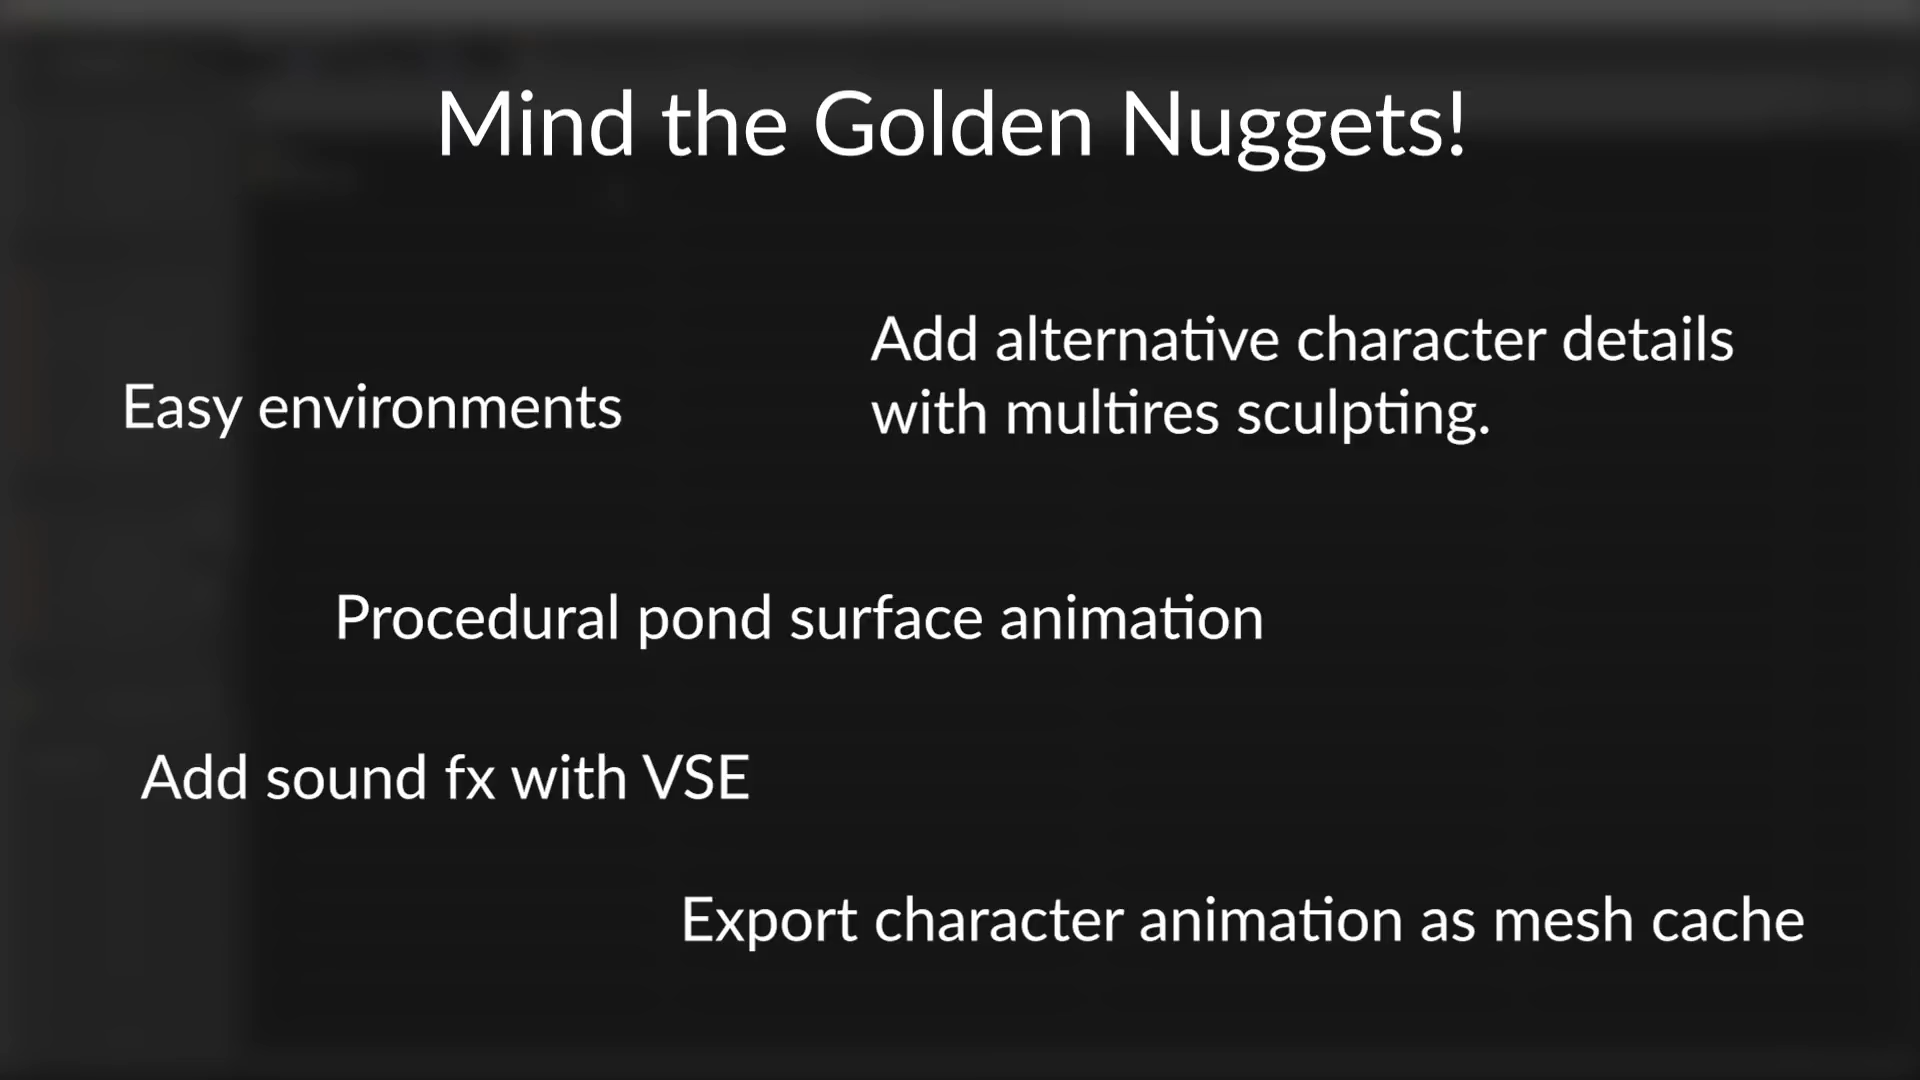 Mind the Golden Nuggets!
Easy environments
Add alternative character details
with multires sculpting.
Procedural pond surface animation
Add sound fx with VSE
Export character animation as mesh cache